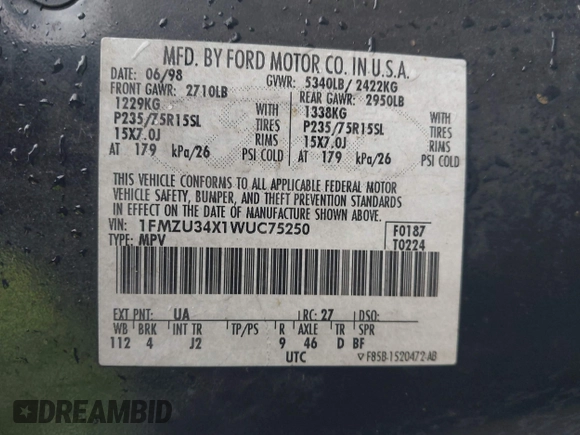 MFD. BY FORD MOTOR CO. IN U.S.A.
DATE: 06/98 GVWR: 5340LB/ 2422KG
FRONT GAWR: 2710LB REAR GAWR: 2950LB
1229KG WITH 1338KG WITH
P235/75R15SL TIRES P235/75R15SL TIRES
15X7.0J RIMS 15X7.0J RIMS
AT 179 kPa/26 PSI COLD AT 179 kPa/26 PSI COLD
THIS VEHICLE CONFORMS TO ALL APPLICABLE FEDERAL MOTOR
VEHICLE SAFETY, BUMPER, AND THEFT PREVENTION STANDARDS
IN EFFECT ON THE DATE OF MANUFACTURE SHOWN ABOVE.
VIN: 1FMZU34X1WUC75250 F0187
TYPE: MPV T0224
EXT PNT: UA RC: 27 DSO:
WB BRK INT TR TP/PS R AXLE TR SPR
112 4 J2 9 46 D BF
UTC ▽ F85B-1520472-AB
DREAMBID